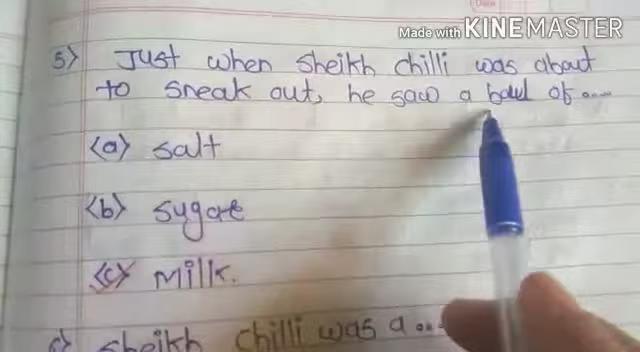 Made with KINEMASTER
5) Just when Sheikh chilli was about
to sneak out, he saw a bowl of ....
(a) salt
(b) sugare
(c) Milk.
Sheikh chilli was a ....